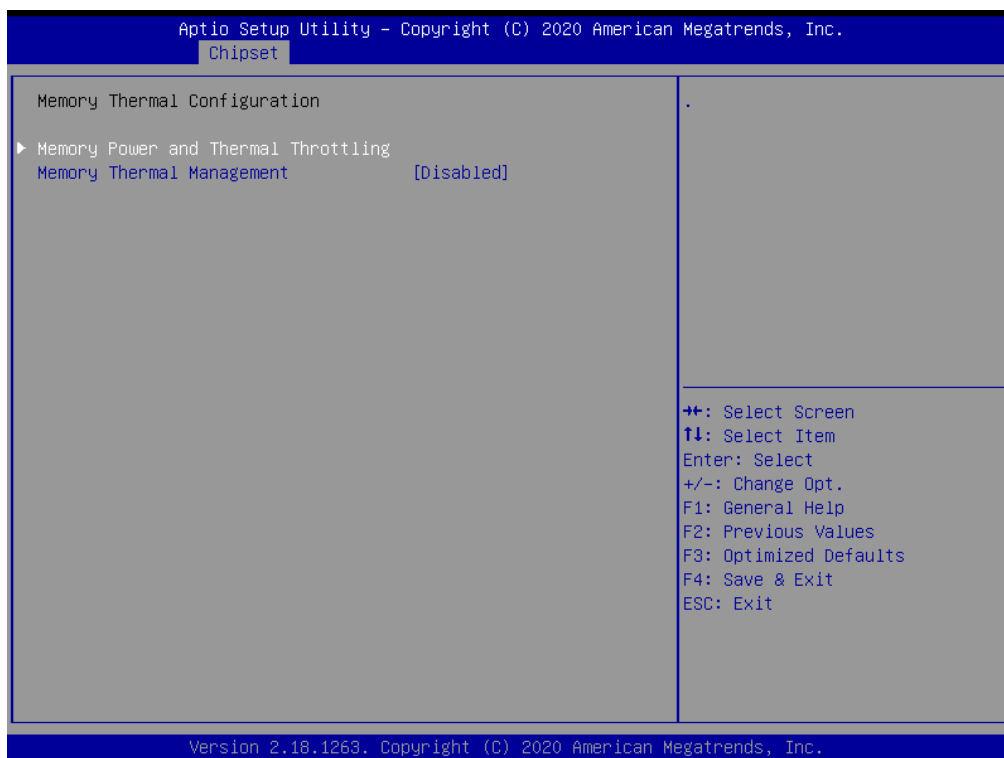 Aptio Setup Utility – Copyright (C) 2020 American Megatrends, Inc.
Chipset
Memory Thermal Configuration
.
Memory Power and Thermal Throttling
Memory Thermal Management [Disabled]
→←: Select Screen
↑↓: Select Item
Enter: Select
+/-: Change Opt.
F1: General Help
F2: Previous Values
F3: Optimized Defaults
F4: Save & Exit
ESC: Exit
Version 2.18.1263. Copyright (C) 2020 American Megatrends, Inc.